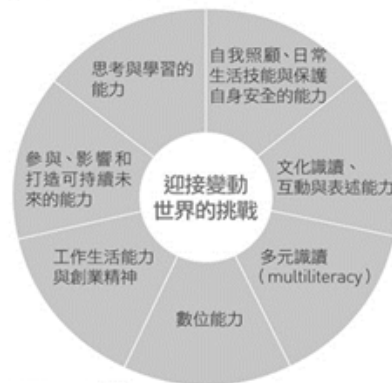 思考與學習的
能力
自我照顧、日常
生活技能與保護
自身安全的能力
文化識讀、
互動與表述能力
多元識讀
(multiliteracy)
數位能力
工作生活能力
與創業精神
參與、影響和
打造可持續未
來的能力
迎接變動
世界的挑戰